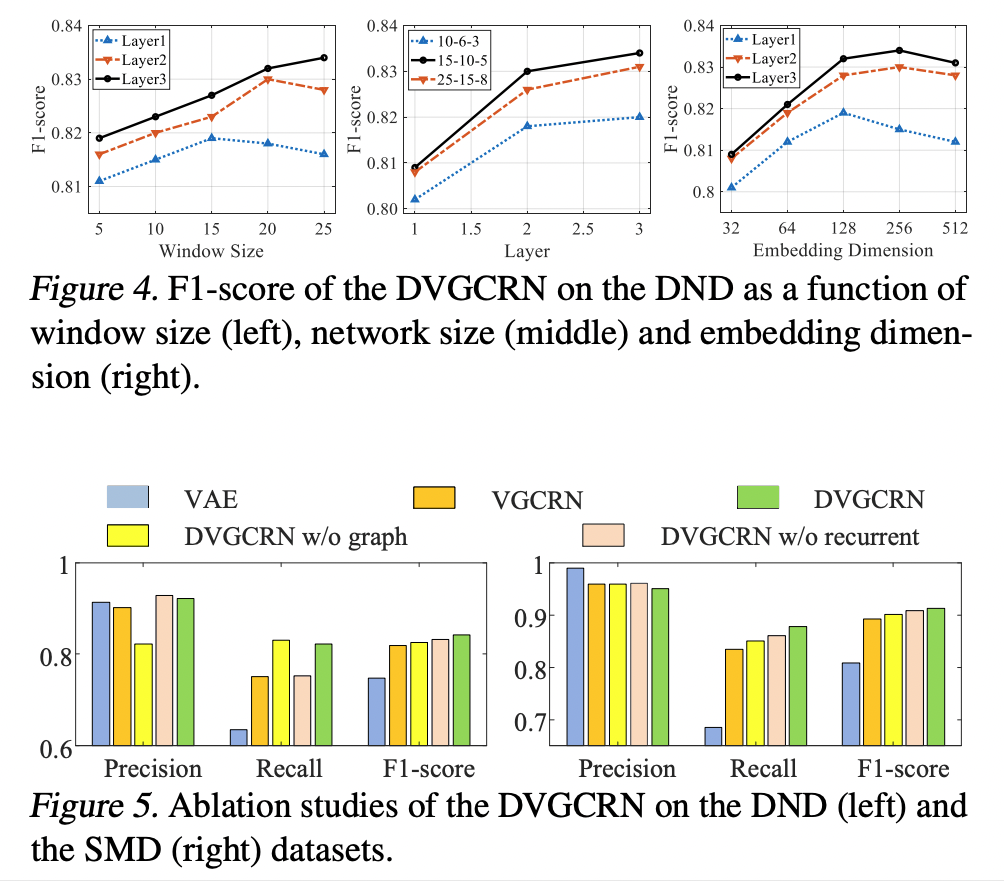 0.84
0.83
0.82
0.81
F1-score
Layer1
Layer2
Layer3
5 10 15 20 25
Window Size
0.84
0.83
0.82
0.81
0.80
F1-score
10-6-3
15-10-5
25-15-8
1 1.5 2 2.5 3
Layer
0.84
0.83
0.82
0.81
0.8
F1-score
Layer1
Layer2
Layer3
32 64 128 256 512
Embedding Dimension
Figure 4. F1-score of the DVGCRN on the DND as a function of
window size (left), network size (middle) and embedding dimen-
sion (right).
VAE VGCRN DVGCRN
DVGCRN w/o graph DVGCRN w/o recurrent
1
0.8
0.6
Precision Recall F1-score
1
0.9
0.8
0.7
Precision Recall F1-score
Figure 5. Ablation studies of the DVGCRN on the DND (left) and
the SMD (right) datasets.